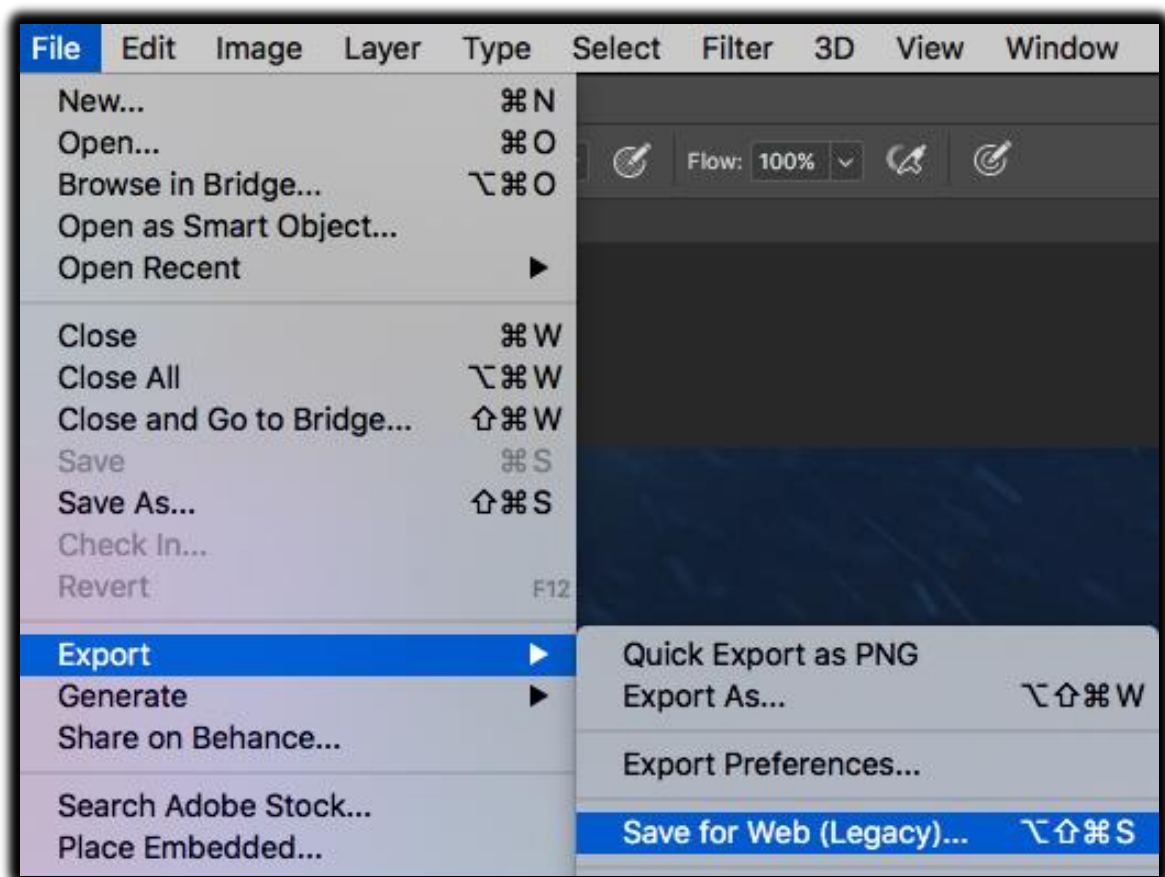 File Edit Image Layer Type Select Filter 3D View Window
New... ⌘N
Open... ⌘O
Browse in Bridge... ⌥⌘O
Open as Smart Object...
Open Recent ▶
Flow: 100%
Close ⌘W
Close All ⌥⌘W
Close and Go to Bridge... ⇧⌘W
Save ⌘S
Save As... ⇧⌘S
Check In...
Revert F12
Export ▶
Generate ▶
Share on Behance...
Search Adobe Stock...
Place Embedded...
Quick Export as PNG
Export As... ⌥⇧⌘W
Export Preferences...
Save for Web (Legacy)... ⌥⇧⌘S